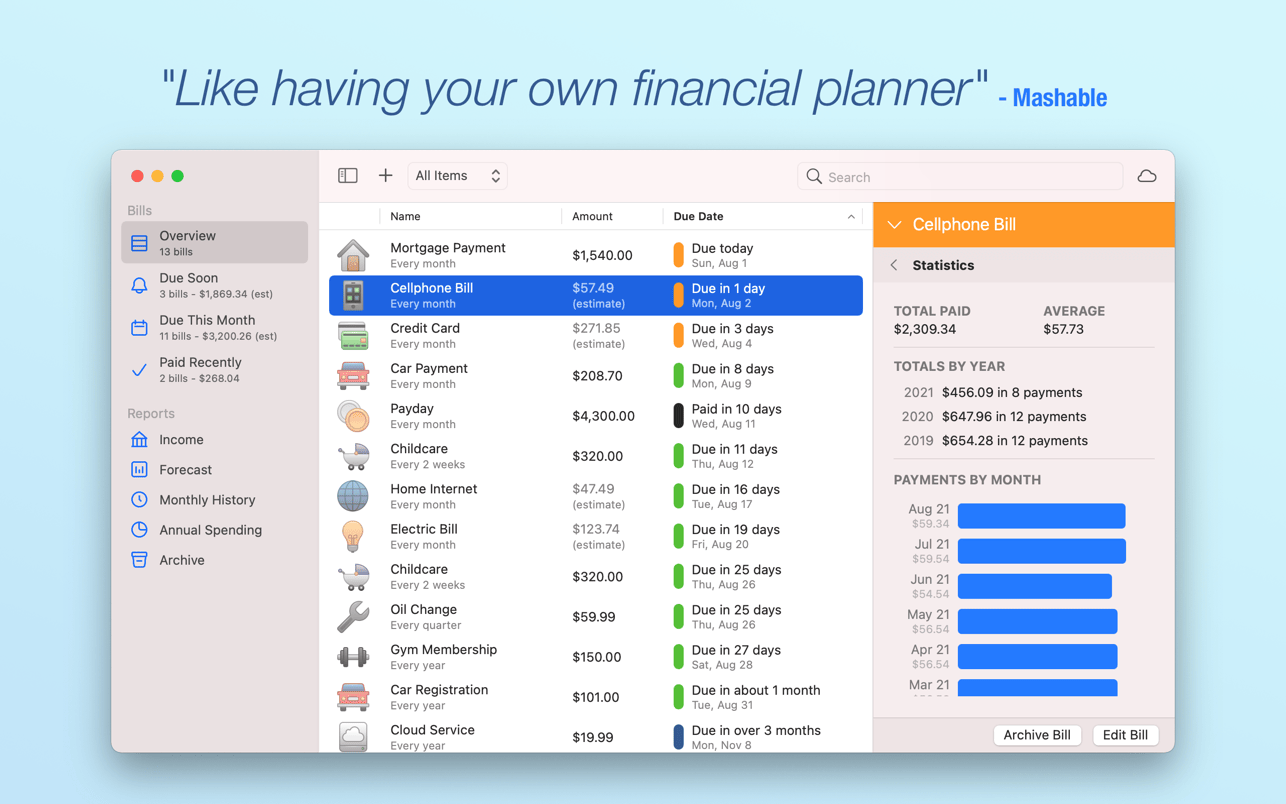 "Like having your own financial planner" - Mashable
Bills
Overview
13 bills
Due Soon
3 bills - $1,869.34 (est)
Due This Month
11 bills - $3,200.26 (est)
Paid Recently
2 bills - $268.04
Reports
Income
Forecast
Monthly History
Annual Spending
Archive
All Items
Search
Name Amount Due Date
Mortgage Payment $1,540.00 Due today
Every month Sun, Aug 1
Cellphone Bill $57.49 Due in 1 day
Every month (estimate) Mon, Aug 2
Credit Card $271.85 Due in 3 days
Every month (estimate) Wed, Aug 4
Car Payment $208.70 Due in 8 days
Every month Mon, Aug 9
Payday $4,300.00 Paid in 10 days
Every month Wed, Aug 11
Childcare $320.00 Due in 11 days
Every 2 weeks Thu, Aug 12
Home Internet $47.49 Due in 16 days
Every month (estimate) Tue, Aug 17
Electric Bill $123.74 Due in 19 days
Every month (estimate) Fri, Aug 20
Childcare $320.00 Due in 25 days
Every 2 weeks Thu, Aug 26
Oil Change $59.99 Due in 25 days
Every quarter Thu, Aug 26
Gym Membership $150.00 Due in 27 days
Every year Sat, Aug 28
Car Registration $101.00 Due in about 1 month
Every year Tue, Aug 31
Cloud Service $19.99 Due in over 3 months
Every year Mon, Nov 8
Cellphone Bill
Statistics
TOTAL PAID AVERAGE
$2,309.34 $57.73
TOTALS BY YEAR
2021 $456.09 in 8 payments
2020 $647.96 in 12 payments
2019 $654.28 in 12 payments
PAYMENTS BY MONTH
Aug 21
$59.34
Jul 21
$59.54
Jun 21
$54.54
May 21
$56.54
Apr 21
$56.54
Mar 21
Archive Bill Edit Bill